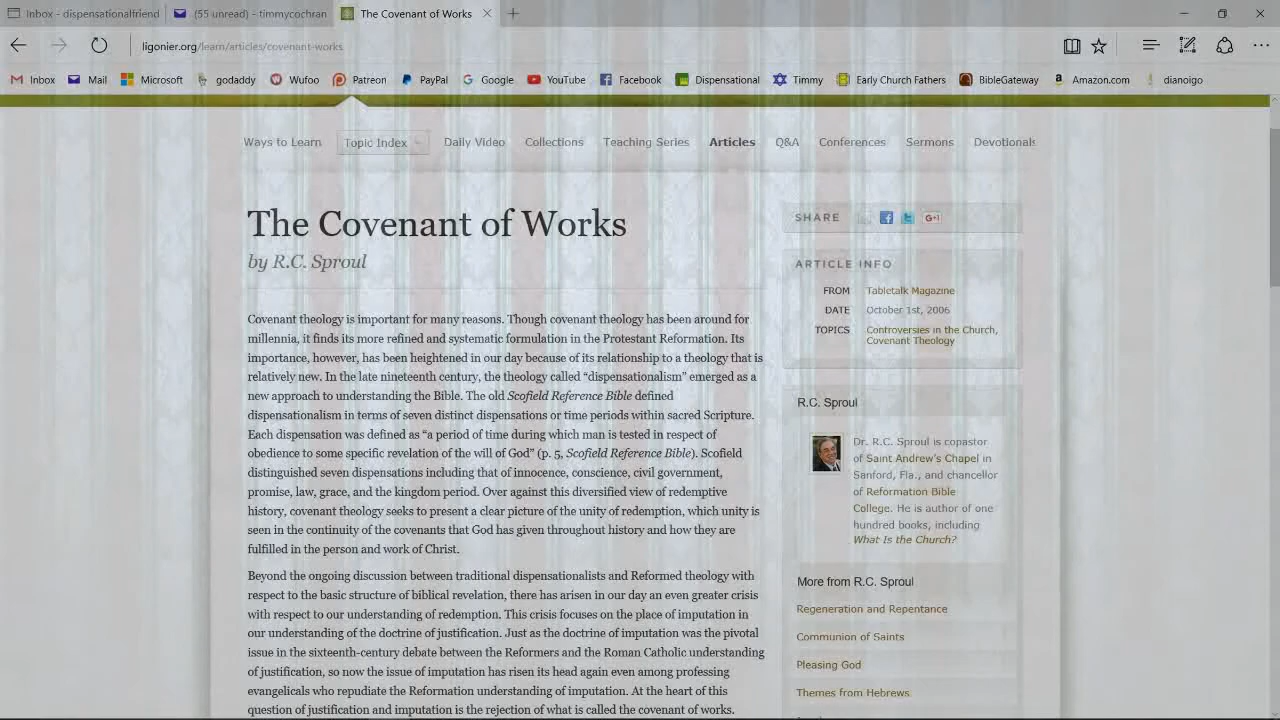 Inbox - dispensationalfriend
(55 unread) - timmycochran
The Covenant of Works
ligonier.org/learn/articles/covenant-works
Inbox
Mail
Microsoft
godaddy
Wufoo
Patreon
PayPal
Google
YouTube
Facebook
Dispensational
Timmy
Early Church Fathers
BibleGateway
Amazon.com
dianoigo
Ways to Learn
Topic Index
Daily Video
Collections
Teaching Series
Articles
Q&A
Conferences
Sermons
Devotionals
The Covenant of Works
by R.C. Sproul
Covenant theology is important for many reasons. Though covenant theology has been around for
millennia, it finds its more refined and systematic formulation in the Protestant Reformation. Its
importance, however, has been heightened in our day because of its relationship to a theology that is
relatively new. In the late nineteenth century, the theology called “dispensationalism” emerged as a
new approach to understanding the Bible. The old Scofield Reference Bible defined
dispensationalism in terms of seven distinct dispensations or time periods within sacred Scripture.
Each dispensation was defined as “a period of time during which man is tested in respect of
obedience to some specific revelation of the will of God” (p. 5, Scofield Reference Bible). Scofield
distinguished seven dispensations including that of innocence, conscience, civil government,
promise, law, grace, and the kingdom period. Over against this diversified view of redemptive
history, covenant theology seeks to present a clear picture of the unity of redemption, which unity is
seen in the continuity of the covenants that God has given throughout history and how they are
fulfilled in the person and work of Christ.
Beyond the ongoing discussion between traditional dispensationalists and Reformed theology with
respect to the basic structure of biblical revelation, there has arisen in our day an even greater crisis
with respect to our understanding of redemption. This crisis focuses on the place of imputation in
our understanding of the doctrine of justification. Just as the doctrine of imputation was the pivotal
issue in the sixteenth-century debate between the Reformers and the Roman Catholic understanding
of justification, so now the issue of imputation has risen its head again even among professing
evangelicals who repudiate the Reformation understanding of imputation. At the heart of this
question of justification and imputation is the rejection of what is called the covenant of works.
SHARE
G+1
ARTICLE INFO
FROM Tabletalk Magazine
DATE October 1st, 2006
TOPICS Controversies in the Church,
Covenant Theology
R.C. Sproul
Dr. R.C. Sproul is copastor
of Saint Andrew's Chapel in
Sanford, Fla., and chancellor
of Reformation Bible
College. He is author of one
hundred books, including
What Is the Church?
More from R.C. Sproul
Regeneration and Repentance
Communion of Saints
Pleasing God
Themes from Hebrews